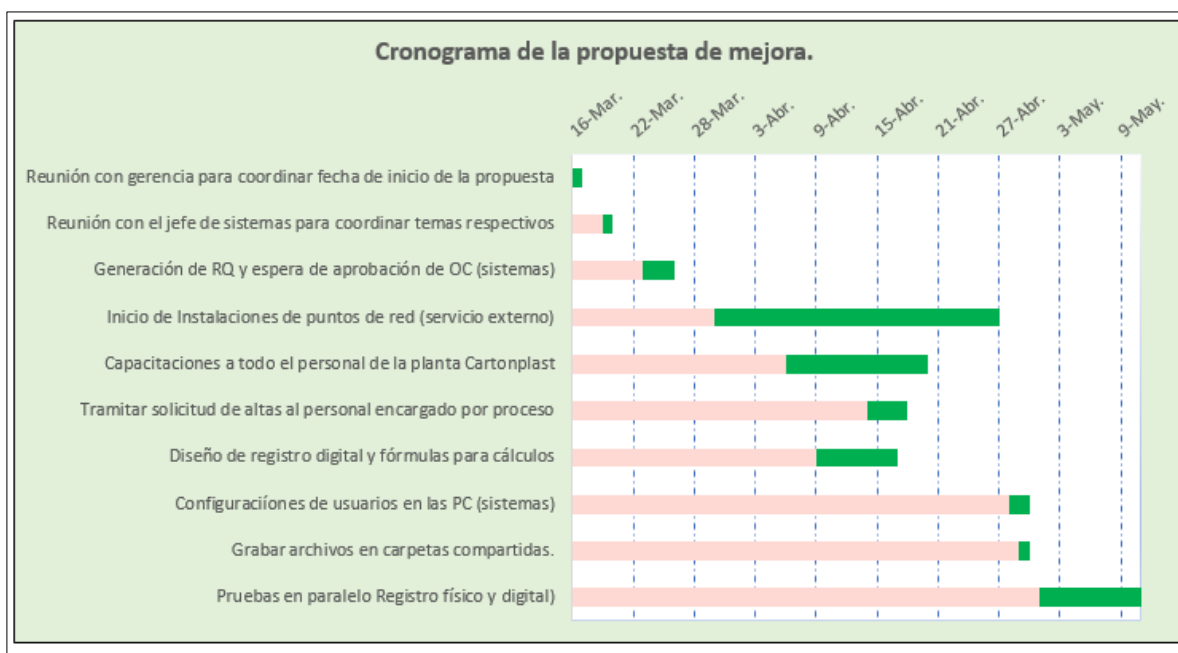 Cronograma de la propuesta de mejora.
16-Mar.
22-Mar.
28-Mar.
3-Abr.
9-Abr.
15-Abr.
21-Abr.
27-Abr.
3-May.
9-May.
Reunión con gerencia para coordinar fecha de inicio de la propuesta
Reunión con el jefe de sistemas para coordinar temas respectivos
Generación de RQ y espera de aprobación de OC (sistemas)
Inicio de Instalaciones de puntos de red (servicio externo)
Capacitaciones a todo el personal de la planta Cartonplast
Tramitar solicitud de altas al personal encargado por proceso
Diseño de registro digital y fórmulas para cálculos
Configuraciíones de usuarios en las PC (sistemas)
Grabar archivos en carpetas compartidas.
Pruebas en paralelo Registro físico y digital)